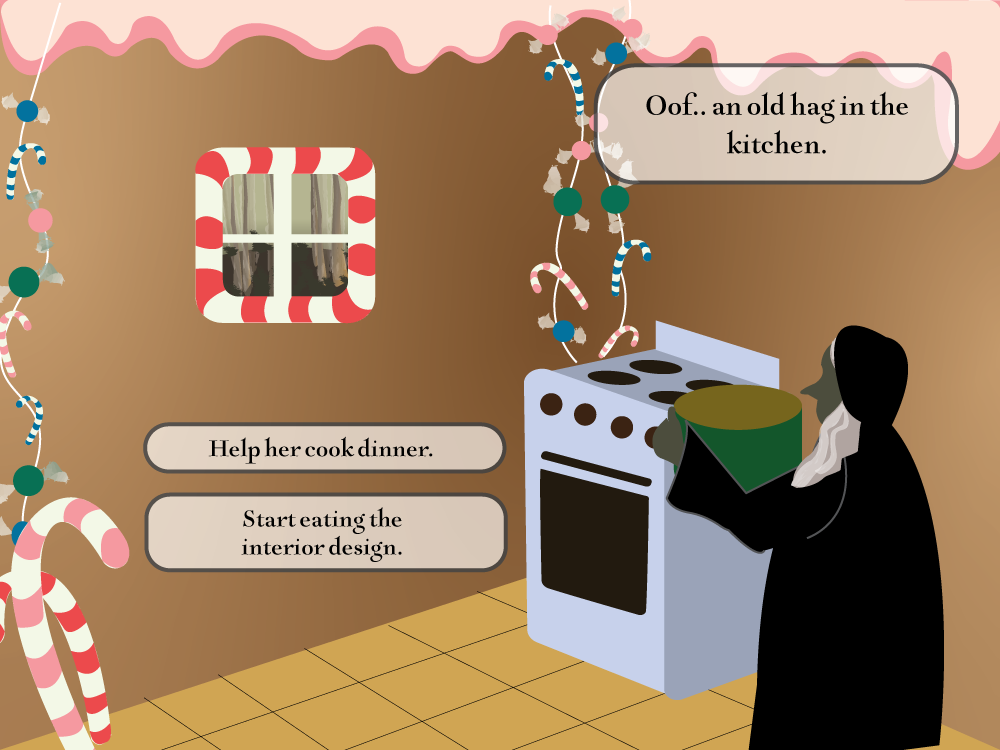 Oof.. an old hag in the
kitchen.
Help her cook dinner.
Start eating the
interior design.